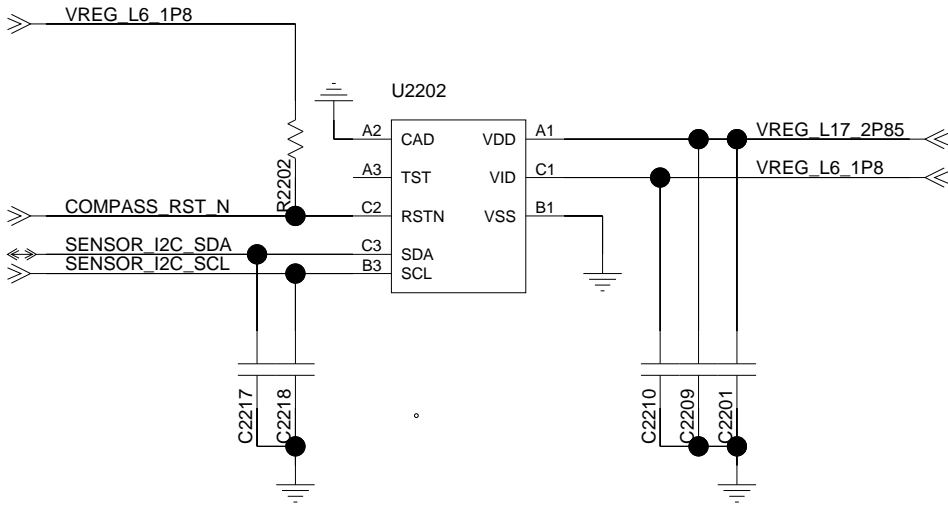 VREG_L6_1P8
U2202
A2 CAD VDD A1 VREG_L17_2P85
R2202
A3 TST VID C1 VREG_L6_1P8
COMPASS_RST_N C2 RSTN VSS B1
SENSOR_I2C_SDA C3 SDA
SENSOR_I2C_SCL B3 SCL
C2217
C2218
C2210
C2209
C2201